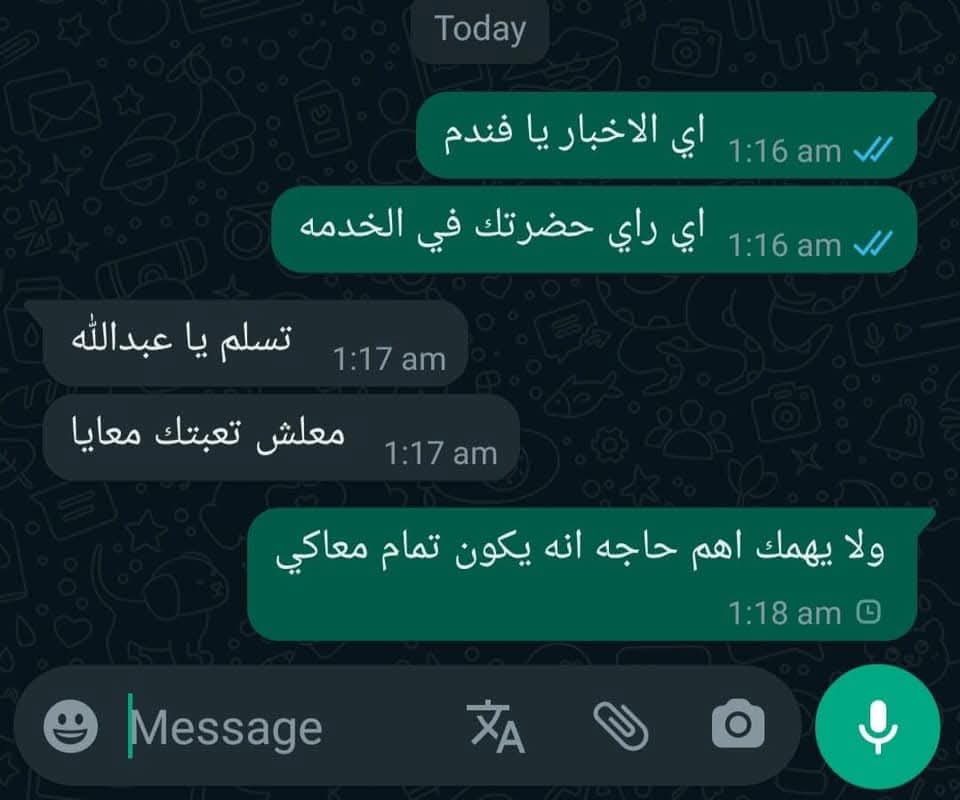 Today
اي الاخبار يا فندم
1:16 am
اي راي حضرتك في الخدمه
1:16 am
تسلم يا عبدالله
1:17 am
معلش تعبتك معايا
1:17 am
ولا يهمك اهم حاجه انه يكون تمام معاكي
1:18 am
Message